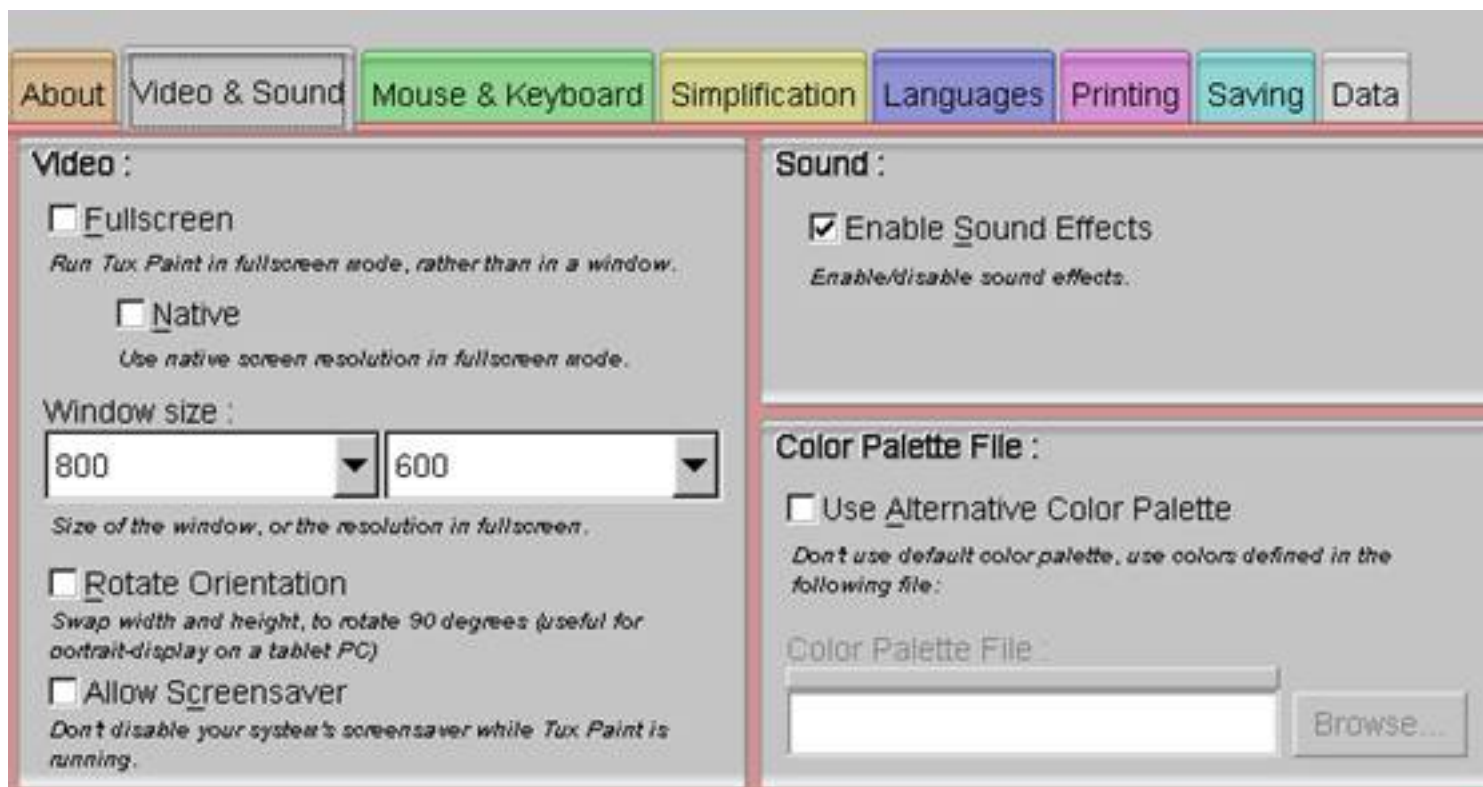 About Video & Sound Mouse & Keyboard Simplification Languages Printing Saving Data
Video :
Fullscreen
Run Tux Paint in fullscreen mode, rather than in a window.
Native
Use native screen resolution in fullscreen mode.
Window size :
800 600
Size of the window, or the resolution in fullscreen.
Rotate Orientation
Swap width and height, to rotate 90 degrees (useful for
portrait-display on a tablet PC)
Allow Screensaver
Don't disable your system's screensaver while Tux Paint is
running.
Sound :
Enable Sound Effects
Enable/disable sound effects.
Color Palette File :
Use Alternative Color Palette
Don't use default color palette, use colors defined in the
following file:
Color Palette File :
Browse...